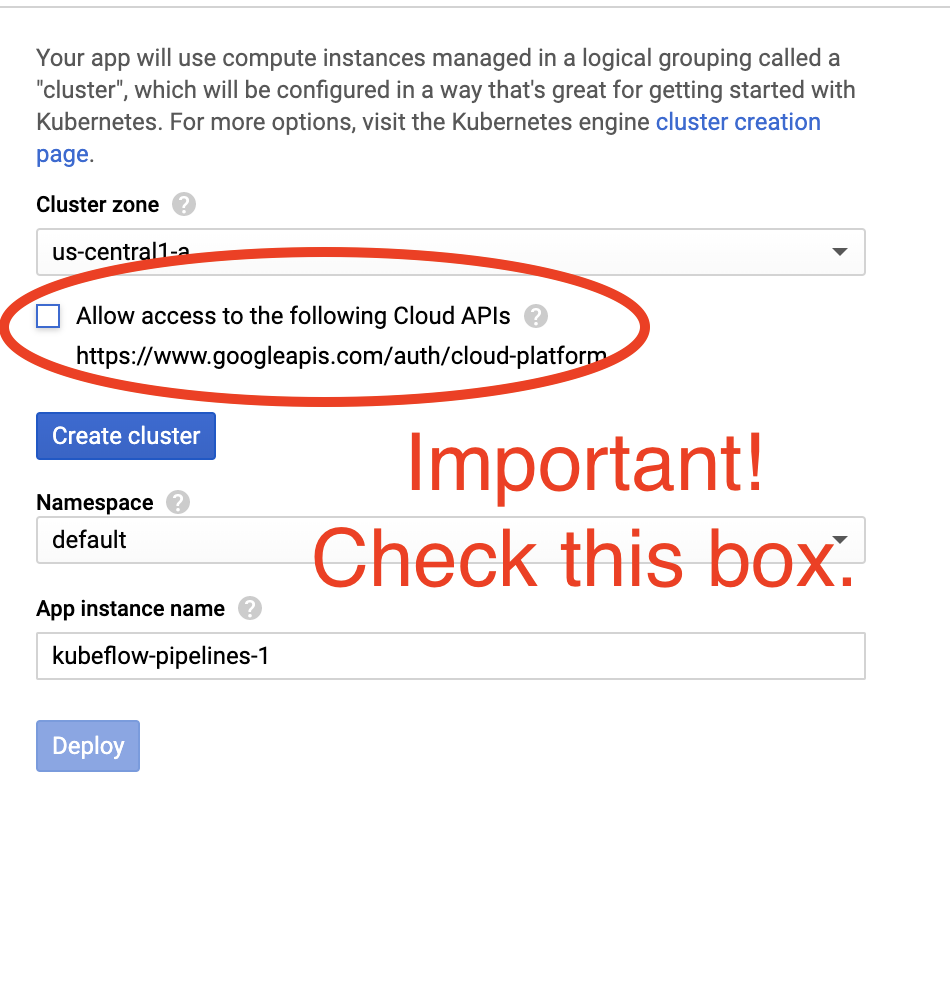 Your app will use compute instances managed in a logical grouping called a
"cluster", which will be configured in a way that's great for getting started with
Kubernetes. For more options, visit the Kubernetes engine cluster creation
page.
Cluster zone ?
us-central1-a
Allow access to the following Cloud APIs ?
https://www.googleapis.com/auth/cloud-platform
Create cluster
Important!
Namespace ?
default
Check this box.
App instance name ?
kubeflow-pipelines-1
Deploy